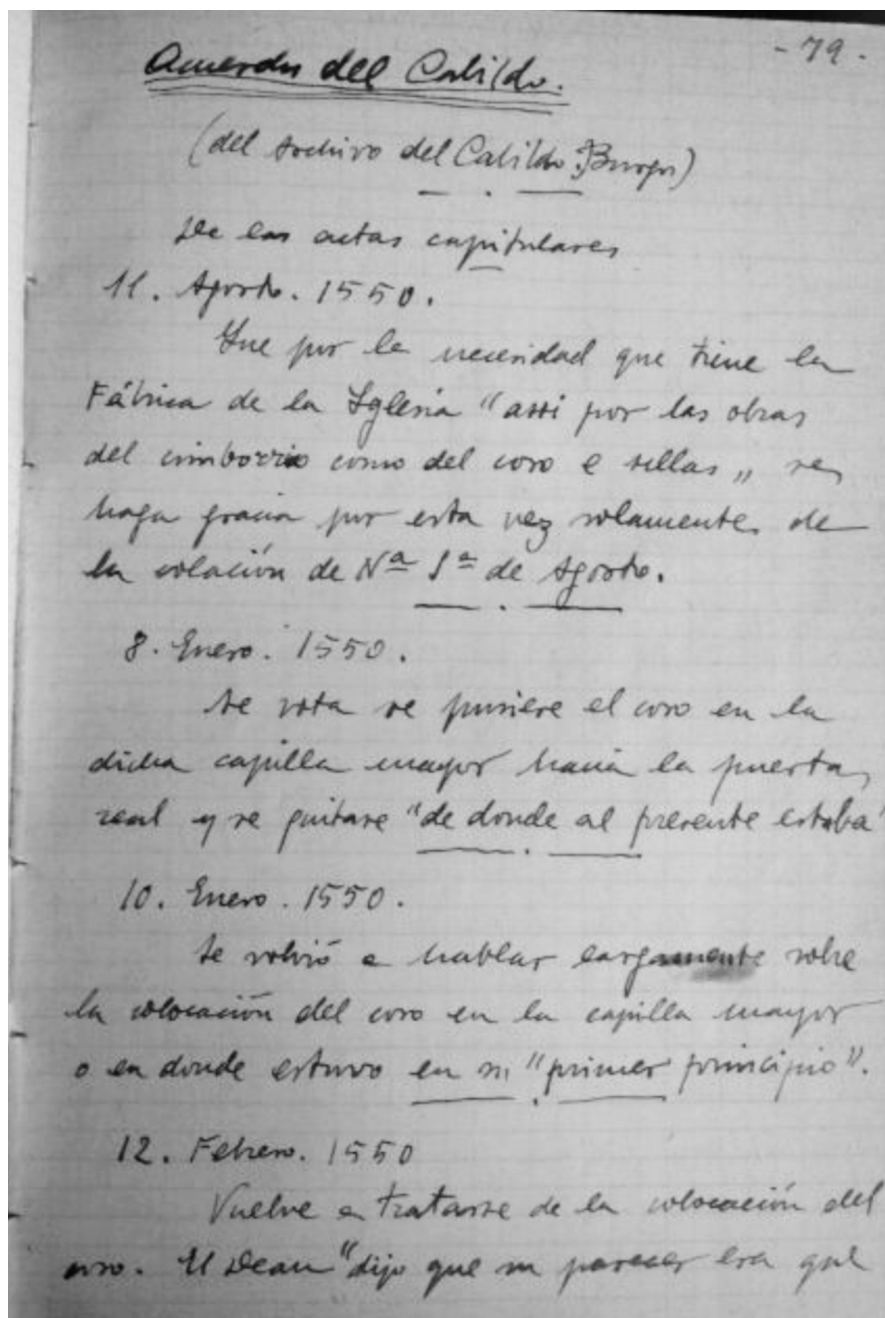 - 79 -
Acuerdos del Cabildo.
(del Archivo del Cabildo. Burgos)
De las actas capitulares
11. Agosto. 1550.
Que por la necesidad que tiene la
Fábrica de la Iglesia "assi por las obras
del cimborrio como del coro e sillas" se
haga gracia por esta vez solamente de
la colación de Nª Sª de Agosto.
8. Enero. 1550.
Se vota se pusiere el coro en la
dicha capilla mayor hacia la puerta
real y se quitare "de donde al presente estaba"
10. Enero. 1550.
Se volvió a hablar largamente sobre
la colocación del coro en la capilla mayor
o en donde estuvo en su "primer principio".
12. Febrero. 1550
Vuelve a tratarse de la colocación del
coro. El Dean "dijo que su parecer era que